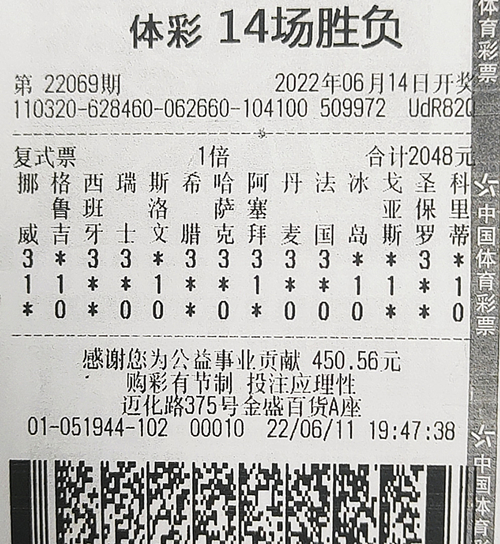 体彩 14场胜负
第 22069期 2022年06月14日开奖
110320-628460-062660-104100 509972 UdR82Q
复式票 1倍 合计2048元
挪 格 西 瑞 斯 希 哈 阿 丹 法 冰 戈 圣 科
鲁 班 洛 萨 塞 亚 保 里
威 吉 牙 士 文 腊 克 拜 麦 国 岛 斯 罗 蒂
3 * 3 3 * 3 3 3 3 3 * * 3 *
1 1 * * 1 * * 1 * * 1 * * 1
* 0 0 0 * * 0 * 0 0 * 0 0 0
感谢您为公益事业贡献 450.56元
购彩有节制 投注应理性
迈化路375号金盛百货A座
01-051944-102 00010 22/06/11 19:47:38
体育彩票
中国体育彩票
中国体育